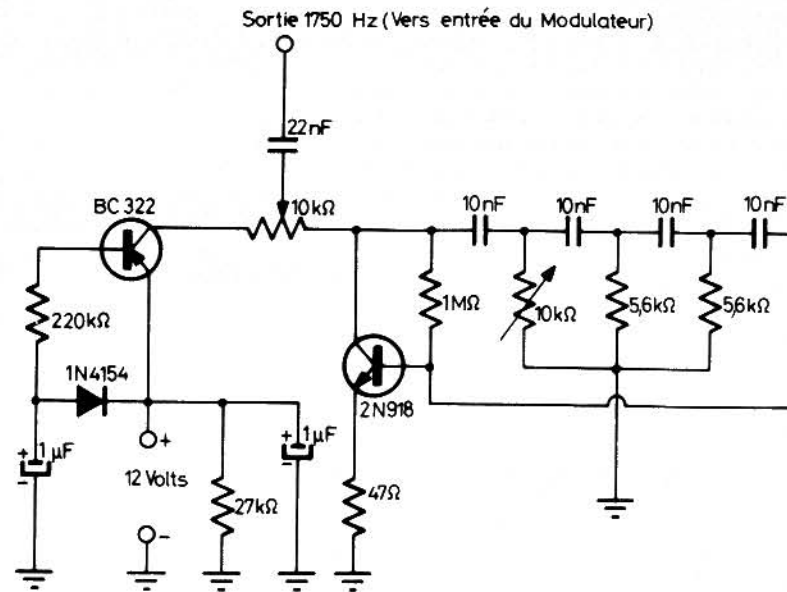 Sortie 1750 Hz (Vers entrée du Modulateur)
22nF
BC 322
10kΩ
10nF
10nF
10nF
10nF
220kΩ
1MΩ
10kΩ
5,6kΩ
5,6kΩ
1N4154
2N918
+
1µF
-
+
12 Volts
-
27kΩ
+
1µF
-
47Ω